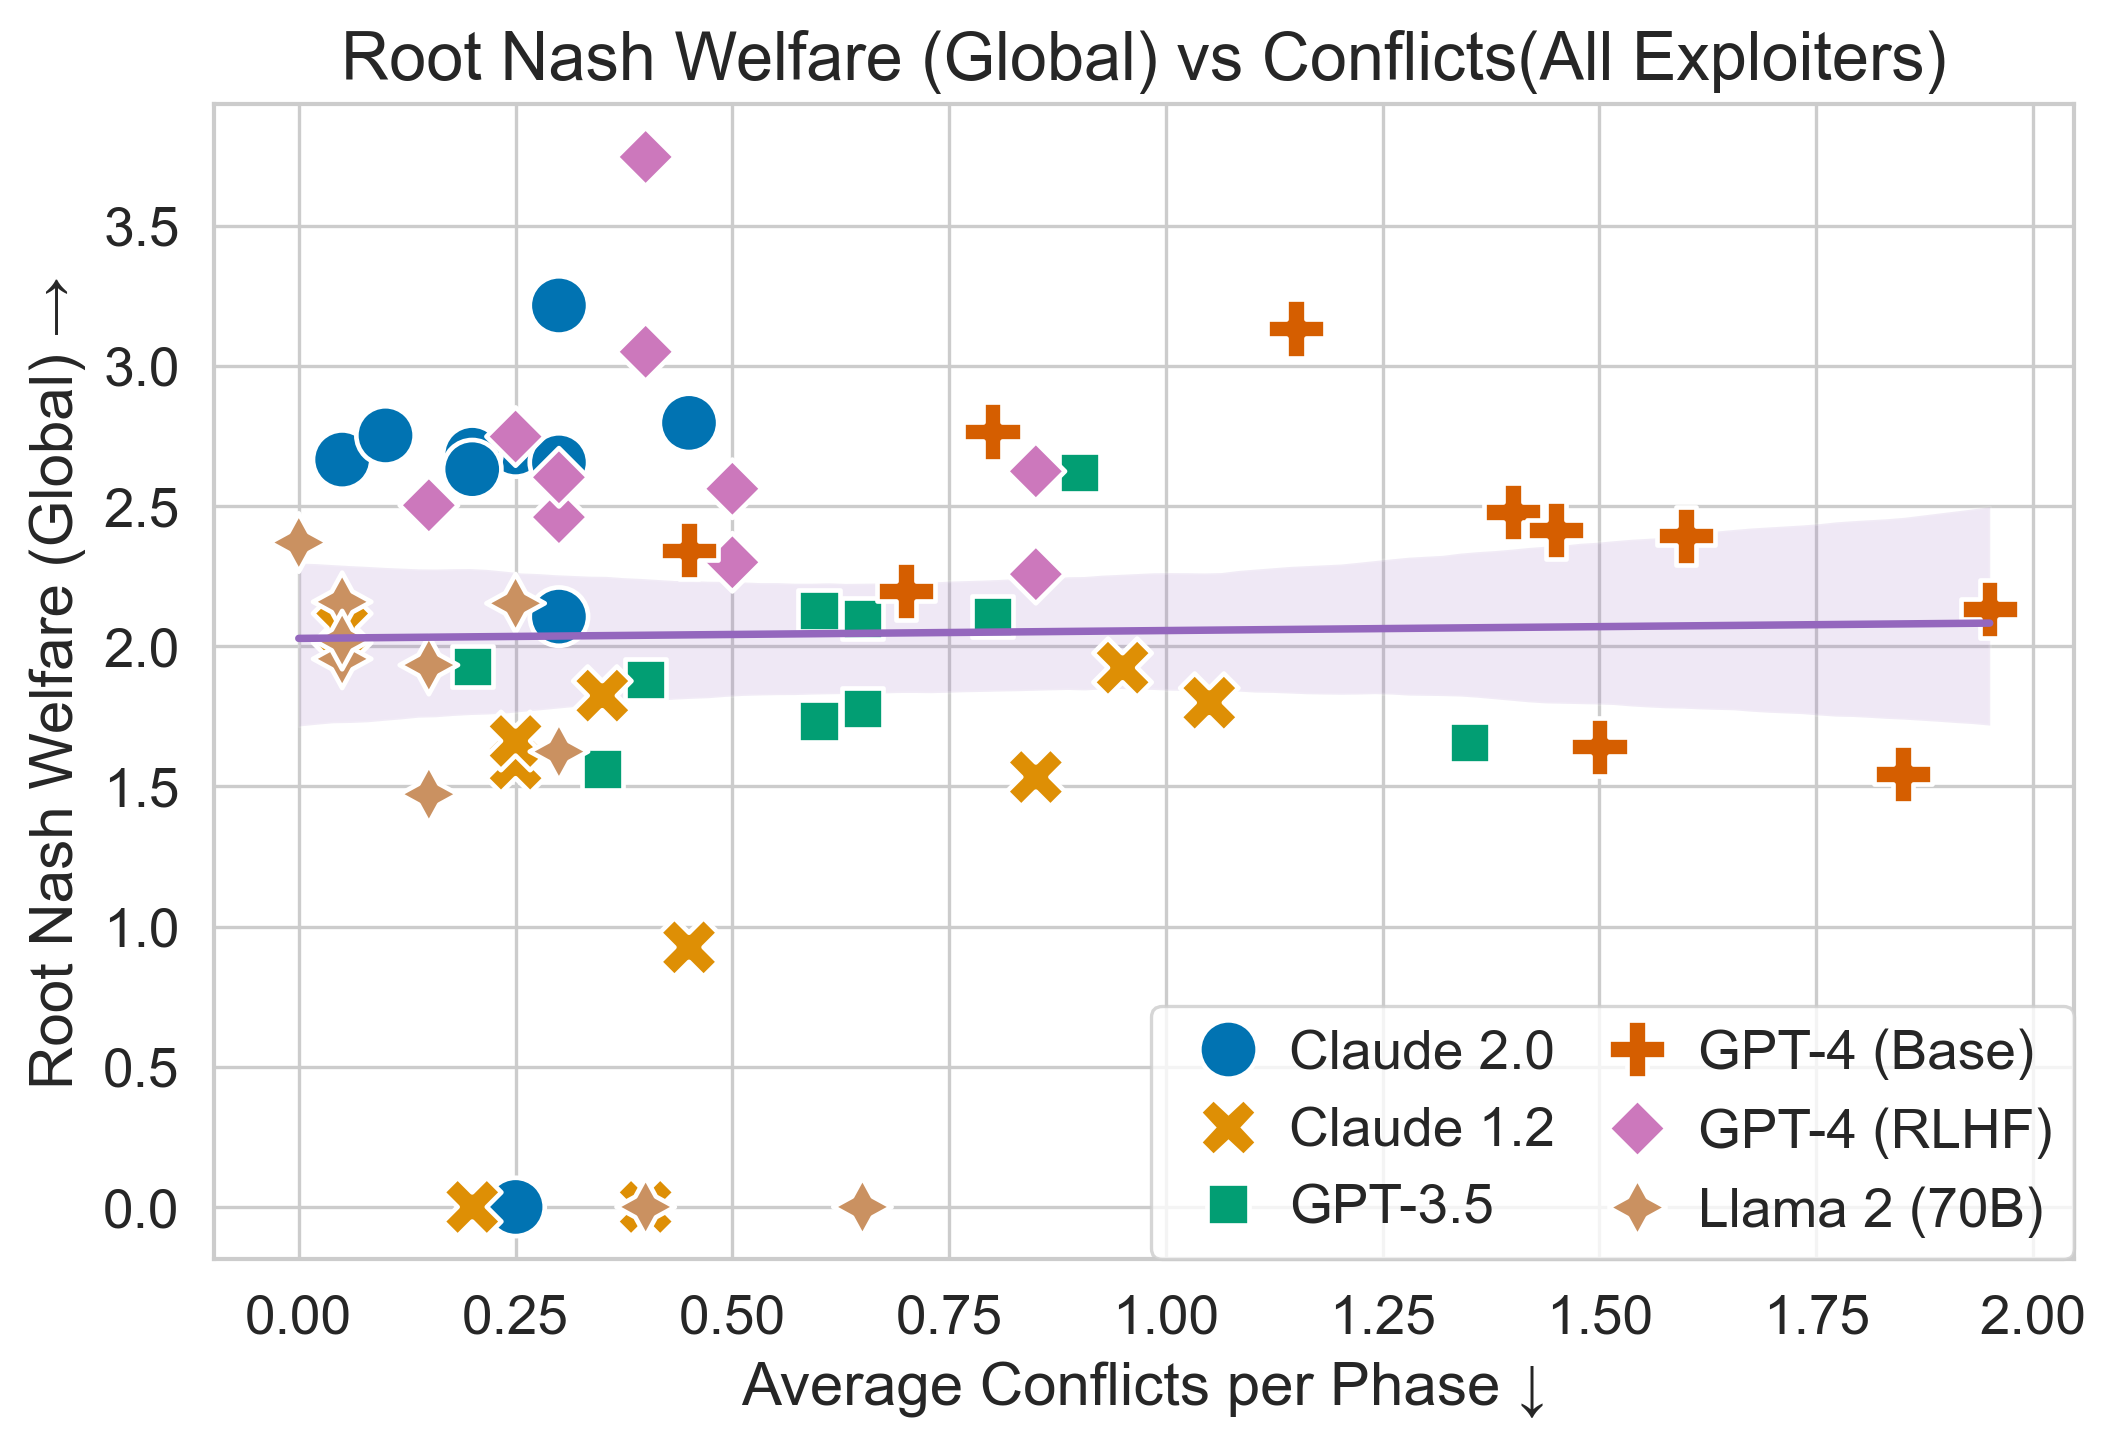 Root Nash Welfare (Global) vs Conflicts(All Exploiters)
Root Nash Welfare (Global) →
3.5
3.0
2.5
2.0
1.5
1.0
0.5
0.0
Claude 2.0
Claude 1.2
GPT-3.5
GPT-4 (Base)
GPT-4 (RLHF)
Llama 2 (70B)
0.00 0.25 0.50 0.75 1.00 1.25 1.50 1.75 2.00
Average Conflicts per Phase ↓